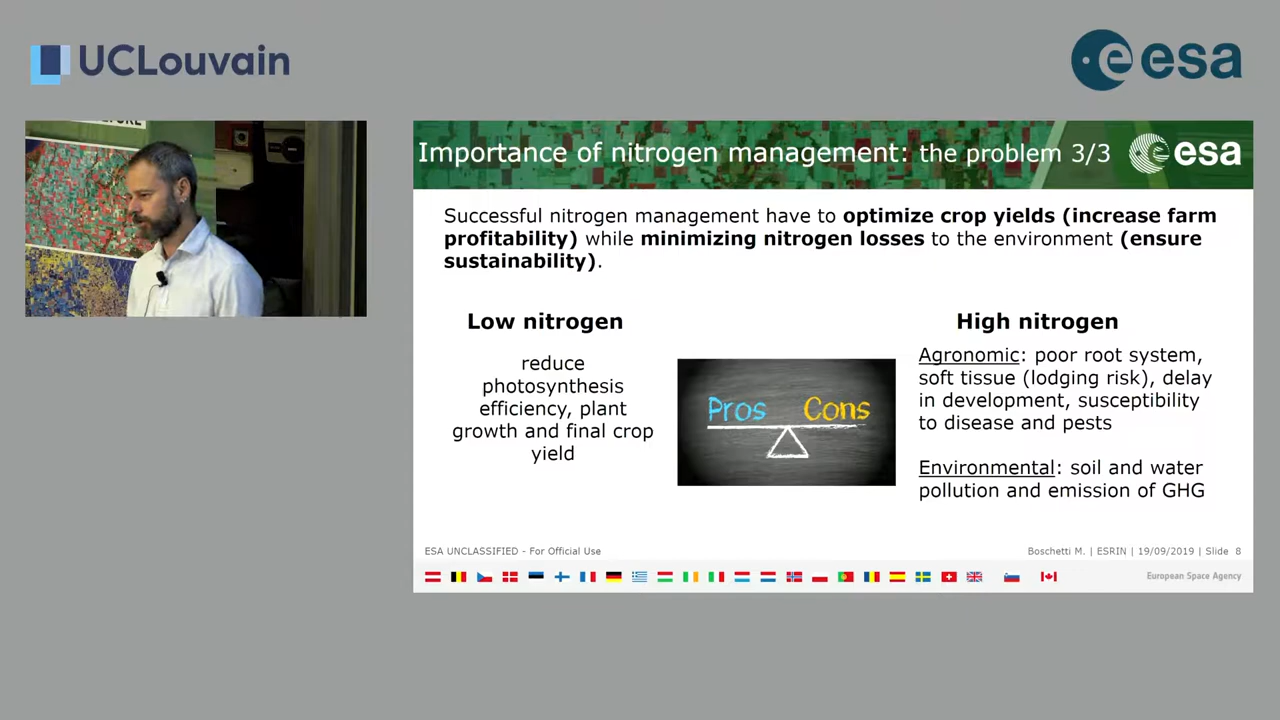 UCLouvain
esa
Importance of nitrogen management: the problem 3/3
esa
Successful nitrogen management have to optimize crop yields (increase farm
profitability) while minimizing nitrogen losses to the environment (ensure
sustainability).
Low nitrogen
reduce
photosynthesis
efficiency, plant
growth and final crop
yield
Pros Cons
High nitrogen
Agronomic: poor root system,
soft tissue (lodging risk), delay
in development, susceptibility
to disease and pests
Environmental: soil and water
pollution and emission of GHG
ESA UNCLASSIFIED - For Official Use
Boschetti M. | ESRIN | 19/09/2019 | Slide 8
European Space Agency